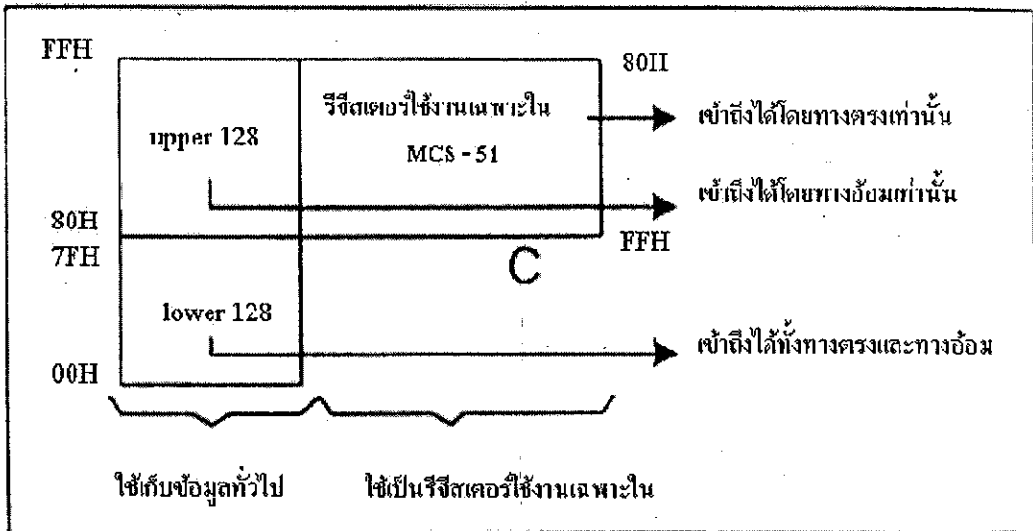 FFH
80H
รีจีสเตอร์ใช้งานเฉพาะใน
MCS - 51
เข้าถึงได้โดยทางตรงเท่านั้น
upper 128
เข้าถึงได้โดยทางอ้อมเท่านั้น
80H
FFH
7FH
C
lower 128
เข้าถึงได้ทั้งทางตรงและทางอ้อม
00H
ใช้เก็บข้อมูลทั่วไป
ใช้เป็นรีจีสเตอร์ใช้งานเฉพาะใน